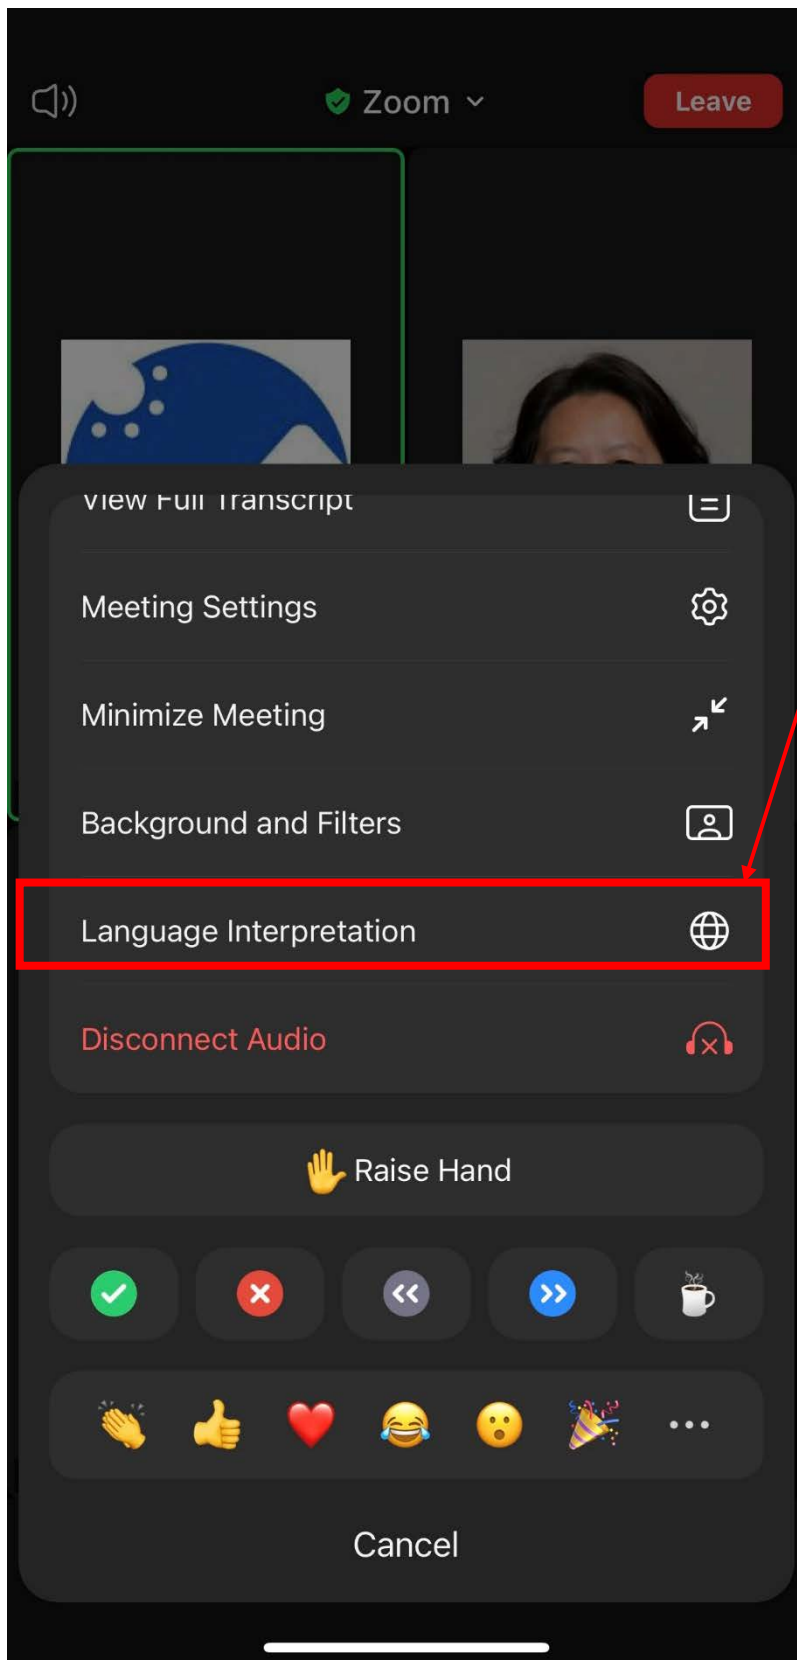 Zoom
Leave
View Full Transcript
Meeting Settings
Minimize Meeting
Background and Filters
Language Interpretation
Disconnect Audio
Raise Hand
Cancel